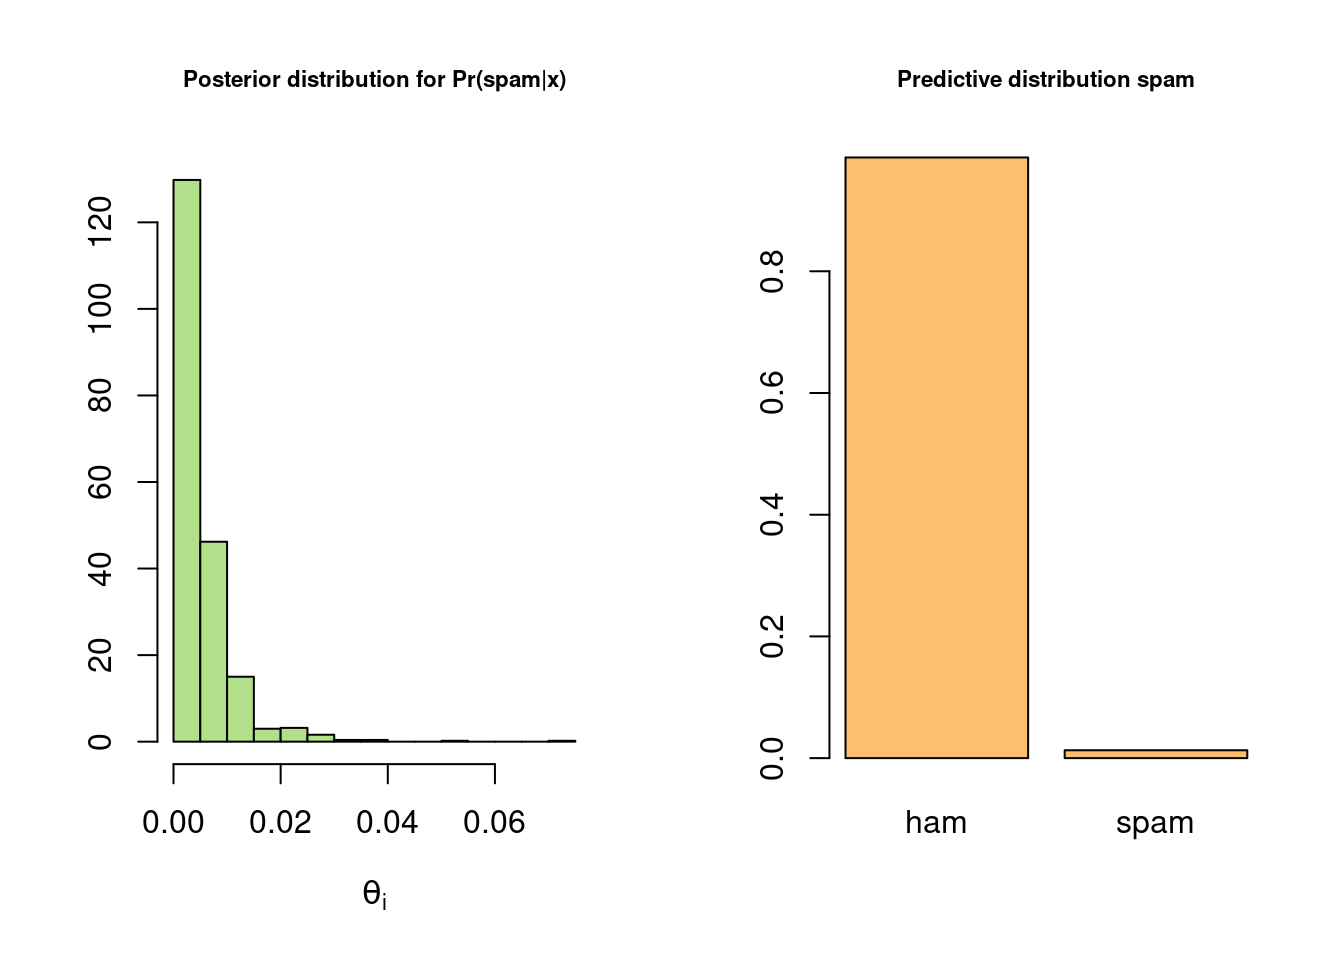 Posterior distribution for Pr(spam|x)
120
100
80
60
40
20
0
0.00 0.02 0.04 0.06
θi
Predictive distribution spam
0.8
0.6
0.4
0.2
0.0
ham spam